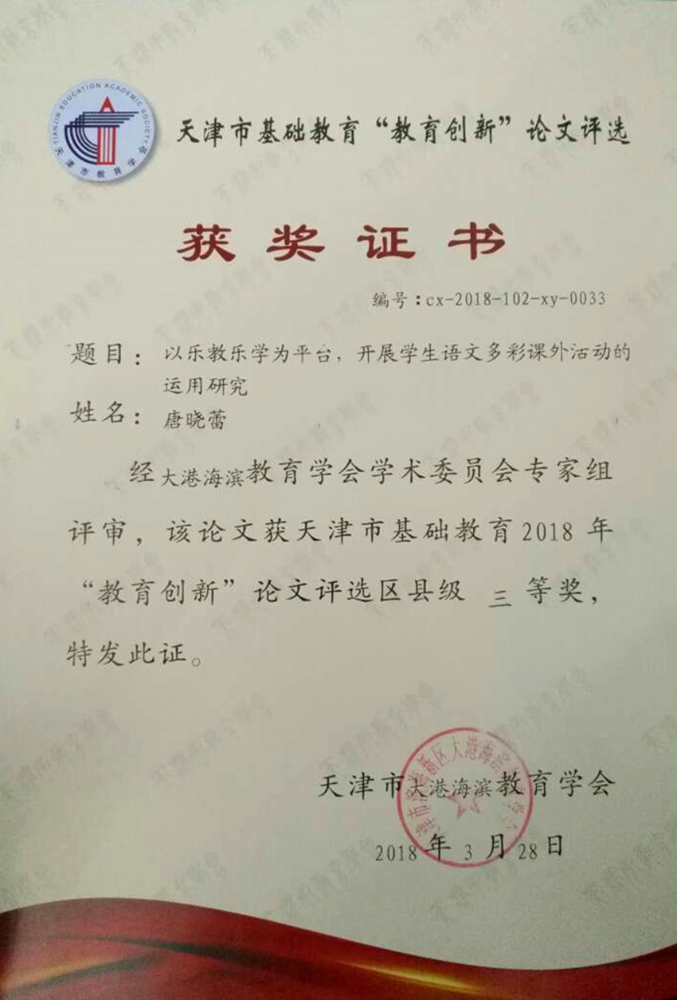 TIANJIN EDUCATION ACADEMIC SOCIETY
天津市教育学会
天津市基础教育“教育创新”论文评选
获奖证书
编号：cx-2018-102-xy-0033
题目：以乐教乐学为平台，开展学生语文多彩课外活动的
运用研究
姓名：唐晓蕾
经大港海滨教育学会学术委员会专家组
评审，该论文获天津市基础教育2018年
“教育创新”论文评选区县级 三 等奖，
特发此证。
天津市大港海滨教育学会
2018年3月28日